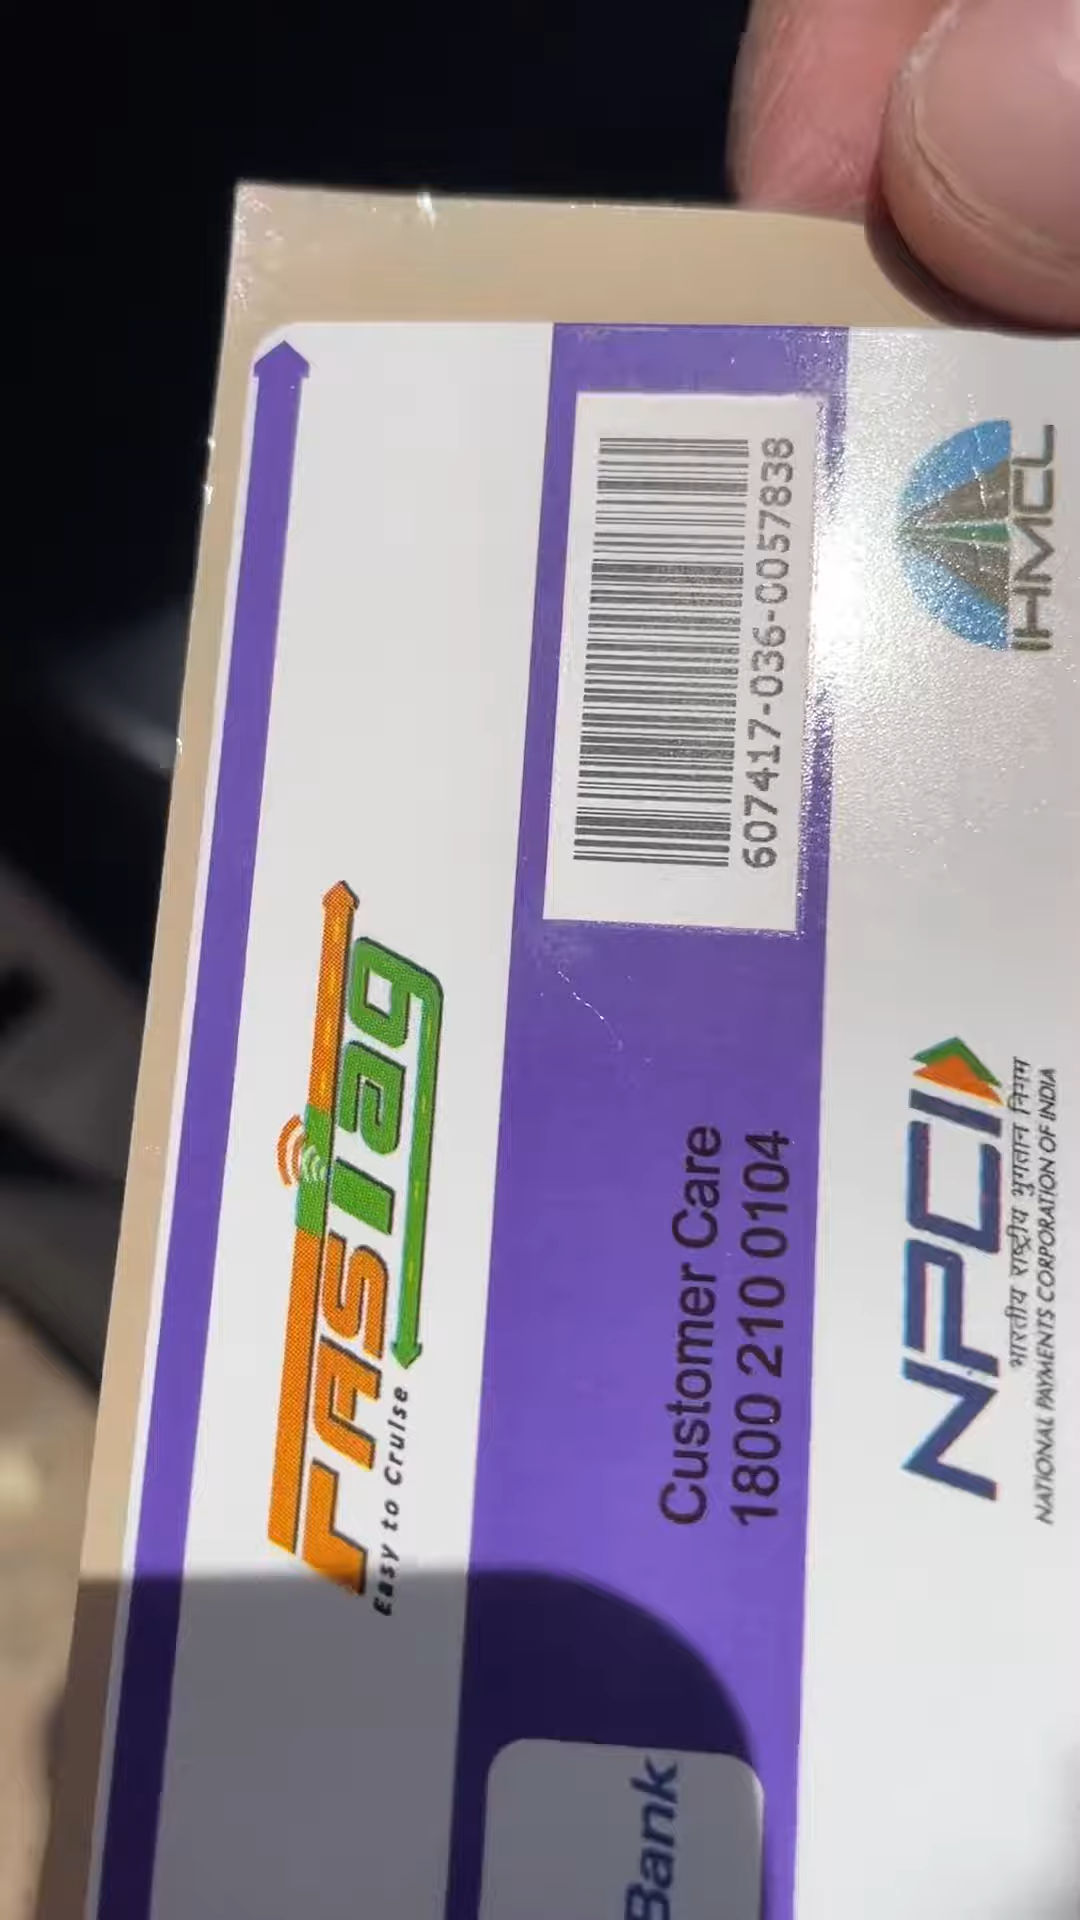 FASTag
Easy to Cruise
607417-036-0057838
Customer Care
1800 210 0104
Bank
IHMCL
NPCI
भारतीय राष्ट्रीय भुगतान निगम
NATIONAL PAYMENTS CORPORATION OF INDIA